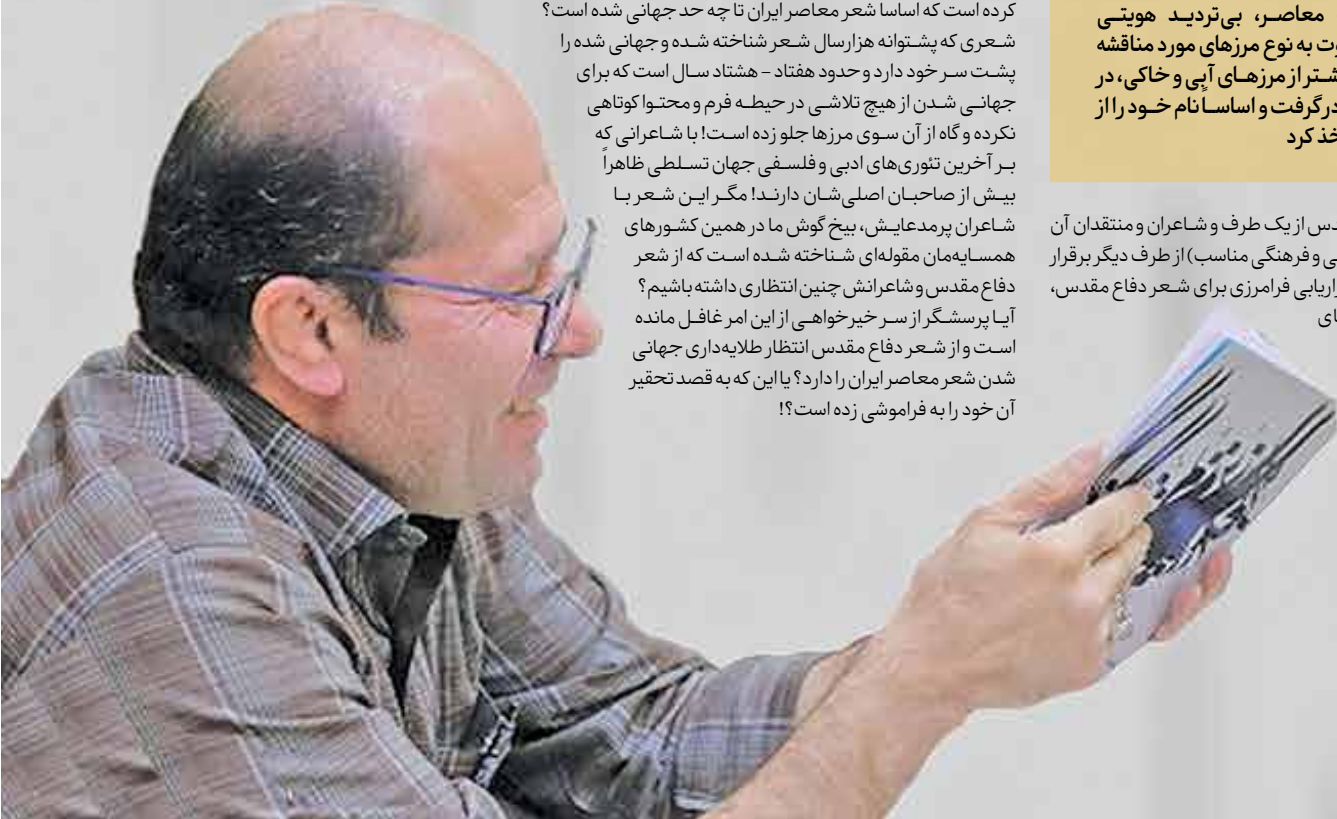 معاصر، بی‌تردید هویتی
به نوع مرزهای مورد مناقشه
از مرزهای آبی و خاکی، در
درگرفت و اساساً نام خود را از
کرد
از یک طرف و شاعران و منتقدان آن
و فرهنگی مناسب) از طرف دیگر برقرار
فرامرزی برای شعر دفاع مقدس،
کرده است که اساسا شعر معاصر ایران تا چه حد جهانی شده است؟
شعری که پشتوانه هزارسال شعر شناخته شده و جهانی شده را
پشت سر خود دارد و حدود هفتاد - هشتاد سال است که برای
جهانی شدن از هیچ تلاشی در حیطه فرم و محتوا کوتاهی
نکرده و گاه از آن سوی مرزها جلو زده است! با شاعرانی که
بر آخرین تئوری‌های ادبی و فلسفی جهان تسلطی ظاهراً
بیش از صاحبان اصلی‌شان دارند! مگر این شعر با
شاعران پرمدعایش، بیخ گوش ما در همین کشورهای
همسایه‌مان مقوله‌ای شناخته شده است که از شعر
دفاع مقدس و شاعرانش چنین انتظاری داشته باشیم؟
آیا پرسشگر از سر خیرخواهی از این امر غافل مانده
است و از شعر دفاع مقدس انتظار طلایه‌داری جهانی
شدن شعر معاصر ایران را دارد؟ یا این که به قصد تحقیر
آن خود را به فراموشی زده است؟!